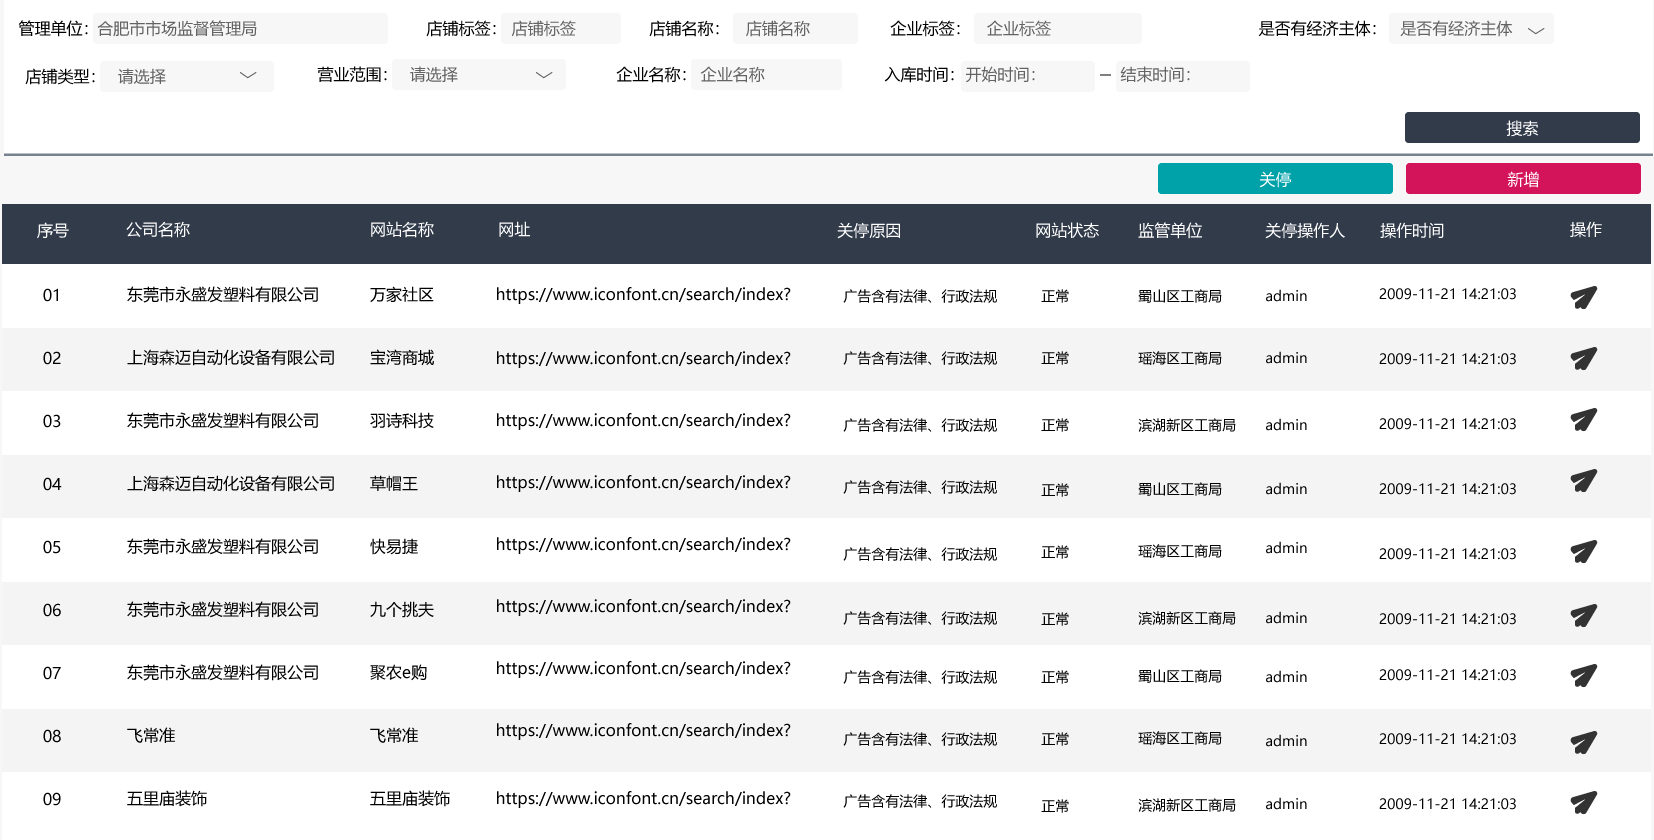 管理单位: 合肥市市场监督管理局 店铺标签: 店铺标签 店铺名称: 店铺名称 企业标签: 企业标签 是否有经济主体: 是否有经济主体
店铺类型: 请选择 营业范围: 请选择 企业名称: 企业名称 入库时间: 开始时间: – 结束时间:
搜索
关停 新增
序号 公司名称 网站名称 网址 关停原因 网站状态 监管单位 关停操作人 操作时间 操作
01 东莞市永盛发塑料有限公司 万家社区 https://www.iconfont.cn/search/index? 广告含有法律、行政法规 正常 蜀山区工商局 admin 2009-11-21 14:21:03
02 上海森迈自动化设备有限公司 宝湾商城 https://www.iconfont.cn/search/index? 广告含有法律、行政法规 正常 瑶海区工商局 admin 2009-11-21 14:21:03
03 东莞市永盛发塑料有限公司 羽诗科技 https://www.iconfont.cn/search/index? 广告含有法律、行政法规 正常 滨湖新区工商局 admin 2009-11-21 14:21:03
04 上海森迈自动化设备有限公司 草帽王 https://www.iconfont.cn/search/index? 广告含有法律、行政法规 正常 蜀山区工商局 admin 2009-11-21 14:21:03
05 东莞市永盛发塑料有限公司 快易捷 https://www.iconfont.cn/search/index? 广告含有法律、行政法规 正常 瑶海区工商局 admin 2009-11-21 14:21:03
06 东莞市永盛发塑料有限公司 九个挑夫 https://www.iconfont.cn/search/index? 广告含有法律、行政法规 正常 滨湖新区工商局 admin 2009-11-21 14:21:03
07 东莞市永盛发塑料有限公司 聚农e购 https://www.iconfont.cn/search/index? 广告含有法律、行政法规 正常 蜀山区工商局 admin 2009-11-21 14:21:03
08 飞常准 飞常准 https://www.iconfont.cn/search/index? 广告含有法律、行政法规 正常 瑶海区工商局 admin 2009-11-21 14:21:03
09 五里庙装饰 五里庙装饰 https://www.iconfont.cn/search/index? 广告含有法律、行政法规 正常 滨湖新区工商局 admin 2009-11-21 14:21:03